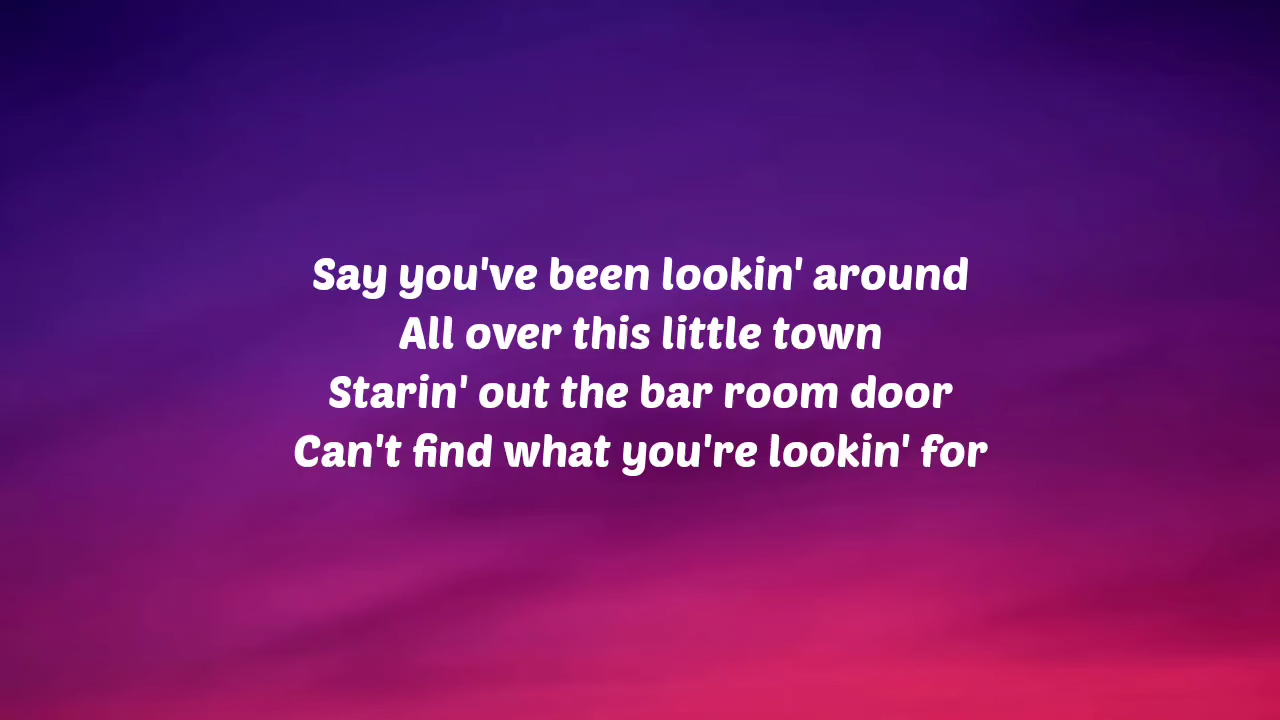 Say you've been lookin' around
All over this little town
Starin' out the bar room door
Can't find what you're lookin' for